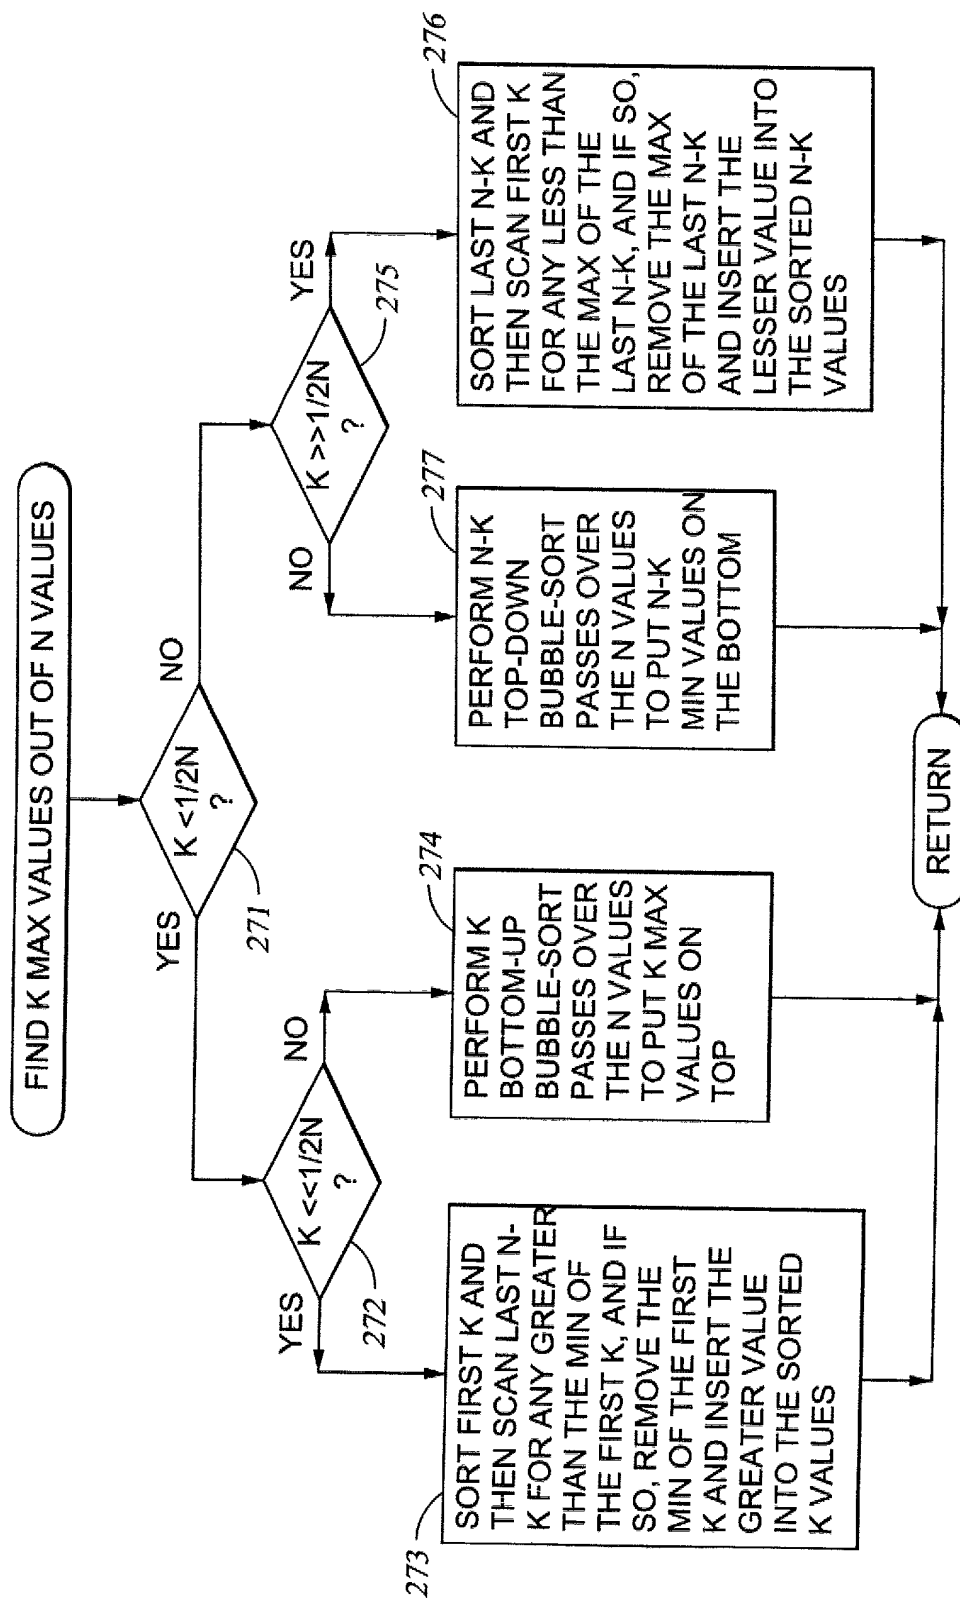 FIND K MAX VALUES OUT OF N VALUES
K <1/2N
?
271
YES
NO
K <<1/2N
?
272
YES
NO
K >>1/2N
?
275
NO
YES
273
SORT FIRST K AND
THEN SCAN LAST N-
K FOR ANY GREATER
THAN THE MIN OF
THE FIRST K, AND IF
SO, REMOVE THE
MIN OF THE FIRST
K AND INSERT THE
GREATER VALUE
INTO THE SORTED
K VALUES
274
PERFORM K
BOTTOM-UP
BUBBLE-SORT
PASSES OVER
THE N VALUES
TO PUT K MAX
VALUES ON
TOP
277
PERFORM N-K
TOP-DOWN
BUBBLE-SORT
PASSES OVER
THE N VALUES
TO PUT N-K
MIN VALUES ON
THE BOTTOM
276
SORT LAST N-K AND
THEN SCAN FIRST K
FOR ANY LESS THAN
THE MAX OF THE
LAST N-K, AND IF SO,
REMOVE THE MAX
OF THE LAST N-K
AND INSERT THE
LESSER VALUE INTO
THE SORTED N-K
VALUES
RETURN